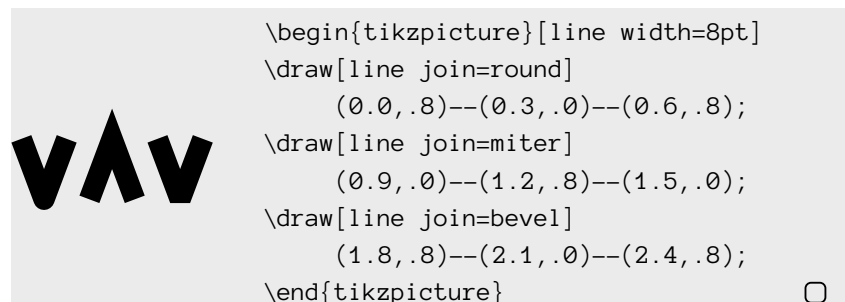 \begin{tikzpicture}[line width=8pt]
\draw[line join=round]
(0.0,.8)--(0.3,.0)--(0.6,.8);
\draw[line join=miter]
(0.9,.0)--(1.2,.8)--(1.5,.0);
\draw[line join=bevel]
(1.8,.8)--(2.1,.0)--(2.4,.8);
\end{tikzpicture}